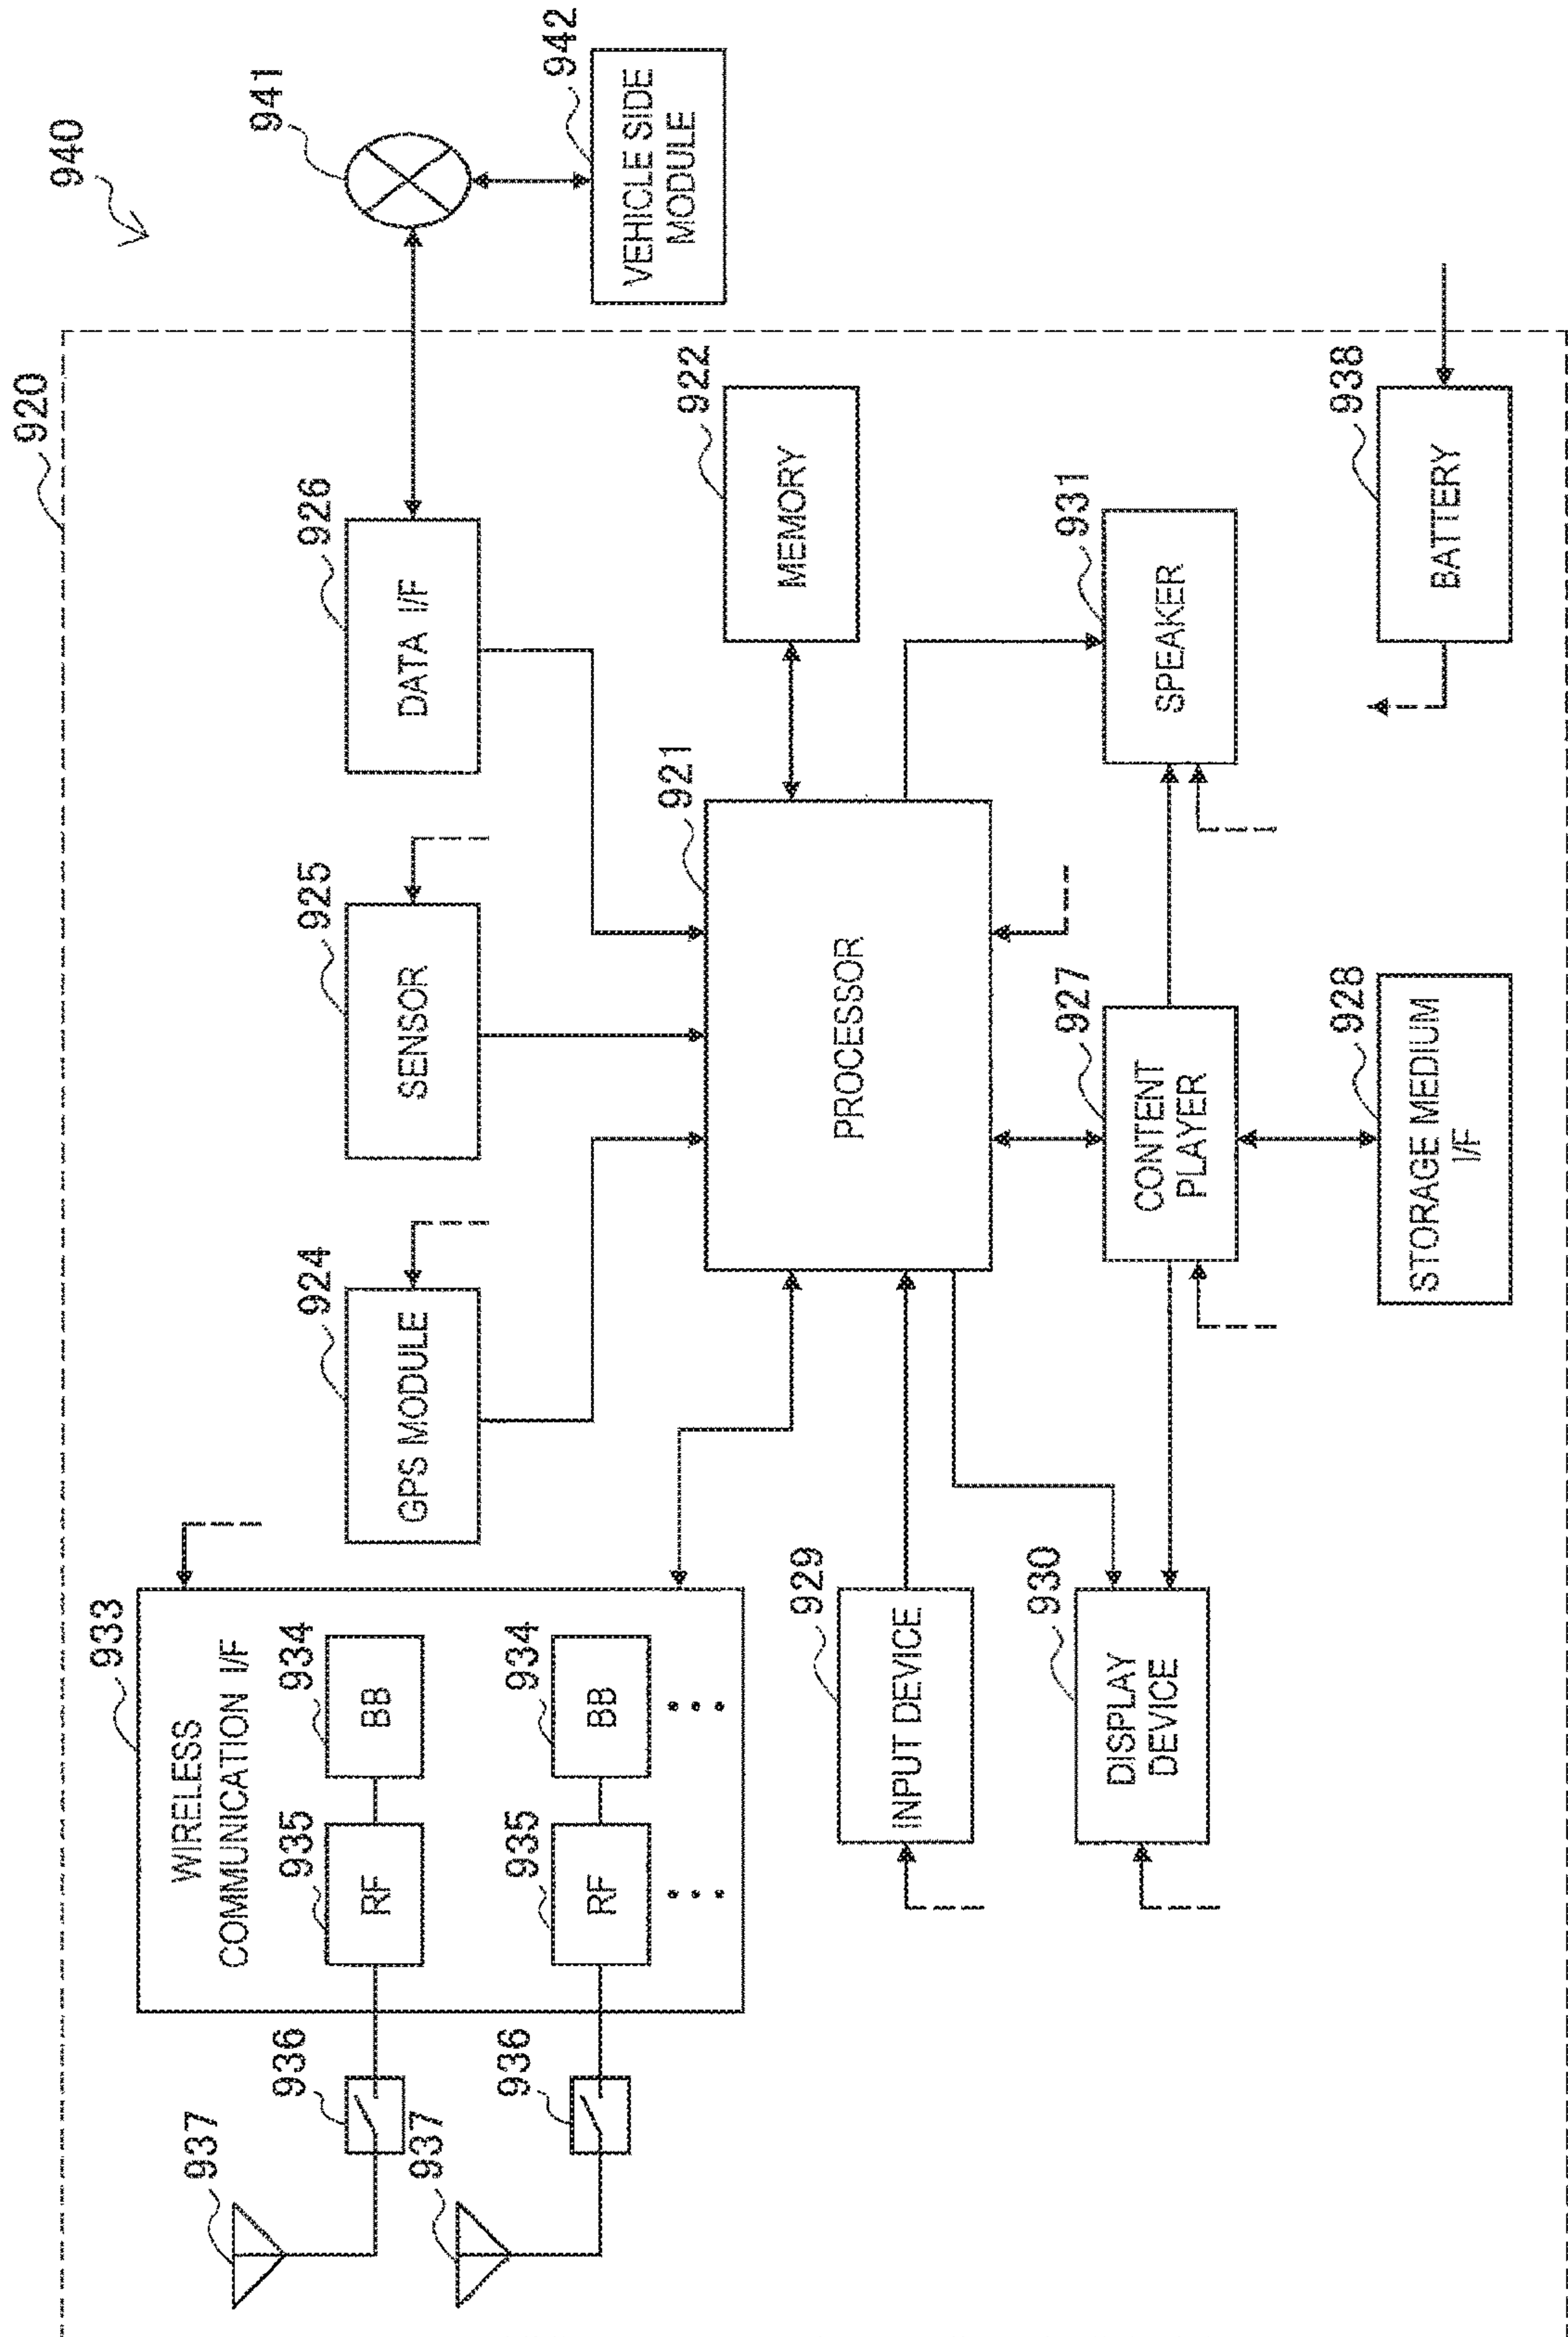 940
920
941
942
VEHICLE SIDE
MODULE
933
WIRELESS
COMMUNICATION I/F
937
936
935
RF
934
BB
937
936
935
RF
934
BB
924
GPS MODULE
925
SENSOR
926
DATA I/F
921
PROCESSOR
922
MEMORY
929
INPUT DEVICE
930
DISPLAY
DEVICE
927
CONTENT
PLAYER
931
SPEAKER
928
STORAGE MEDIUM
I/F
938
BATTERY